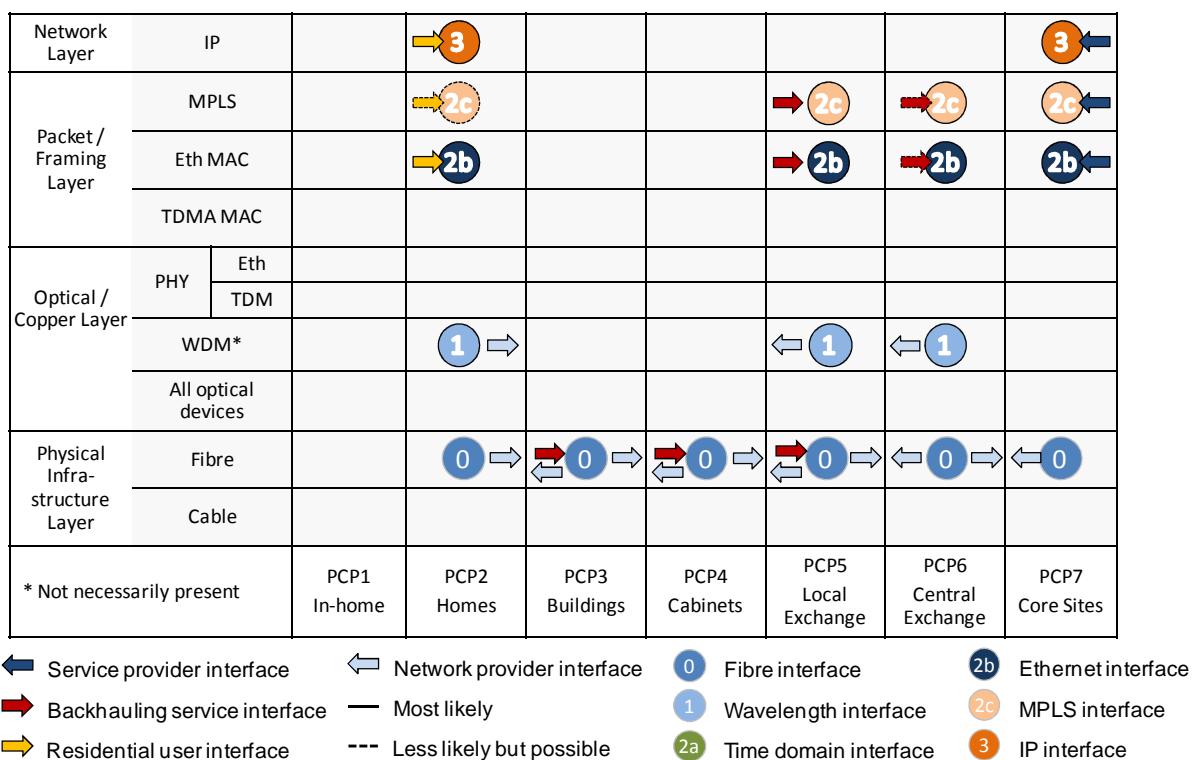 Network
Layer
IP
3
3
Packet /
Framing
Layer
MPLS
2c
2c
2c
2c
Eth MAC
2b
2b
2b
2b
TDMA MAC
Optical /
Copper Layer
PHY
Eth
TDM
WDM*
1
1
1
All optical
devices
Physical
Infra-
structure
Layer
Fibre
0
0
0
0
0
0
Cable
* Not necessarily present
PCP1
In-home
PCP2
Homes
PCP3
Buildings
PCP4
Cabinets
PCP5
Local
Exchange
PCP6
Central
Exchange
PCP7
Core Sites
Service provider interface
Network provider interface
0 Fibre interface
2b Ethernet interface
Backhauling service interface
Most likely
1 Wavelength interface
2c MPLS interface
Residential user interface
Less likely but possible
2a Time domain interface
3 IP interface